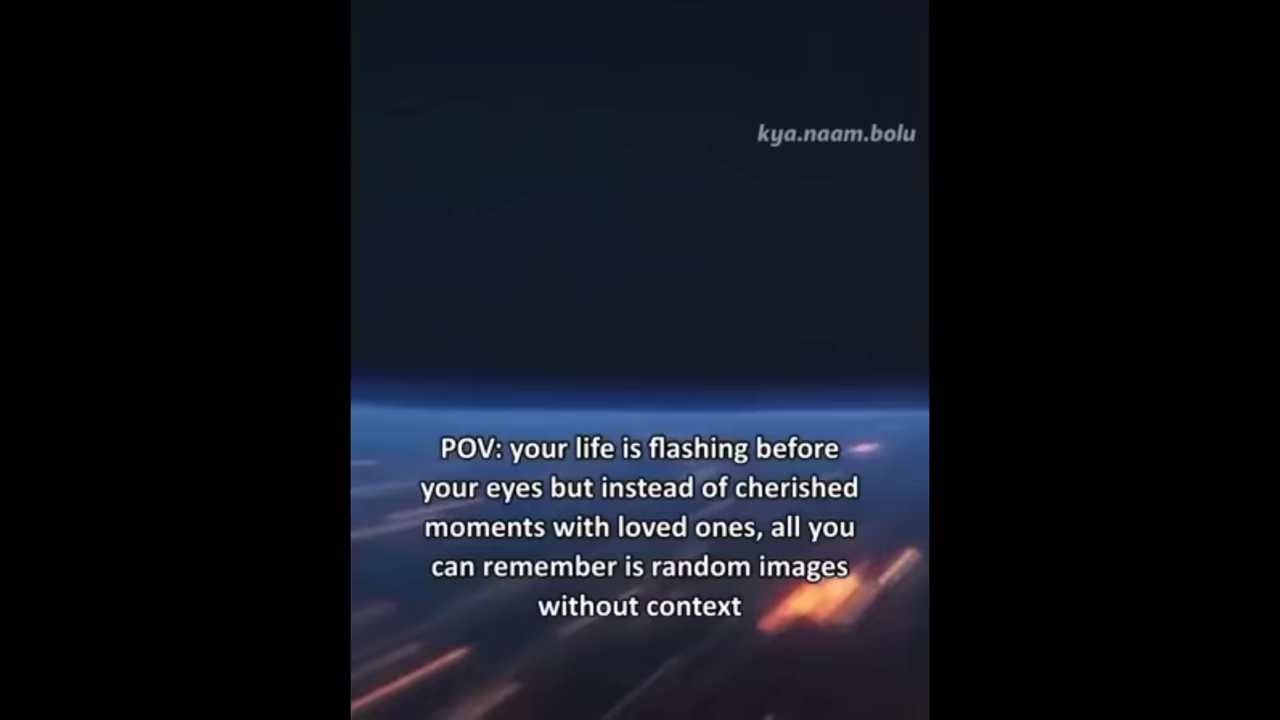 kya.naam.bolu
POV: your life is flashing before
your eyes but instead of cherished
moments with loved ones, all you
can remember is random images
without context